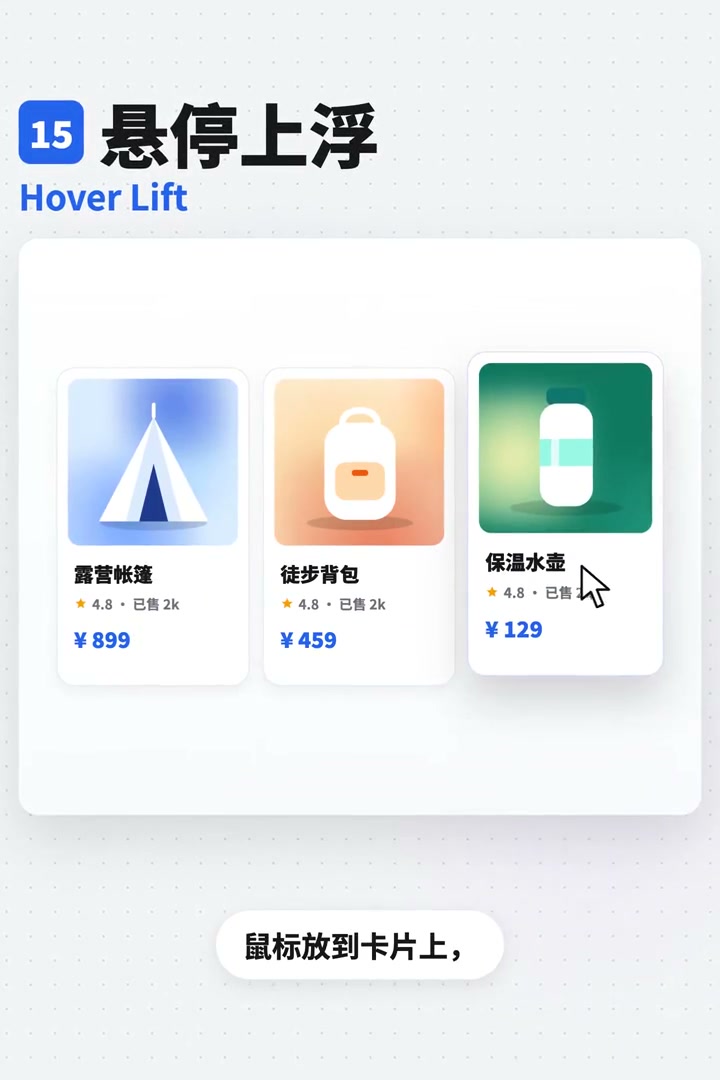 15 悬停上浮
Hover Lift
露营帐篷
★ 4.8 · 已售 2k
¥ 899
徒步背包
★ 4.8 · 已售 2k
¥ 459
保温水壶
★ 4.8 · 已售
¥ 129
鼠标放到卡片上，